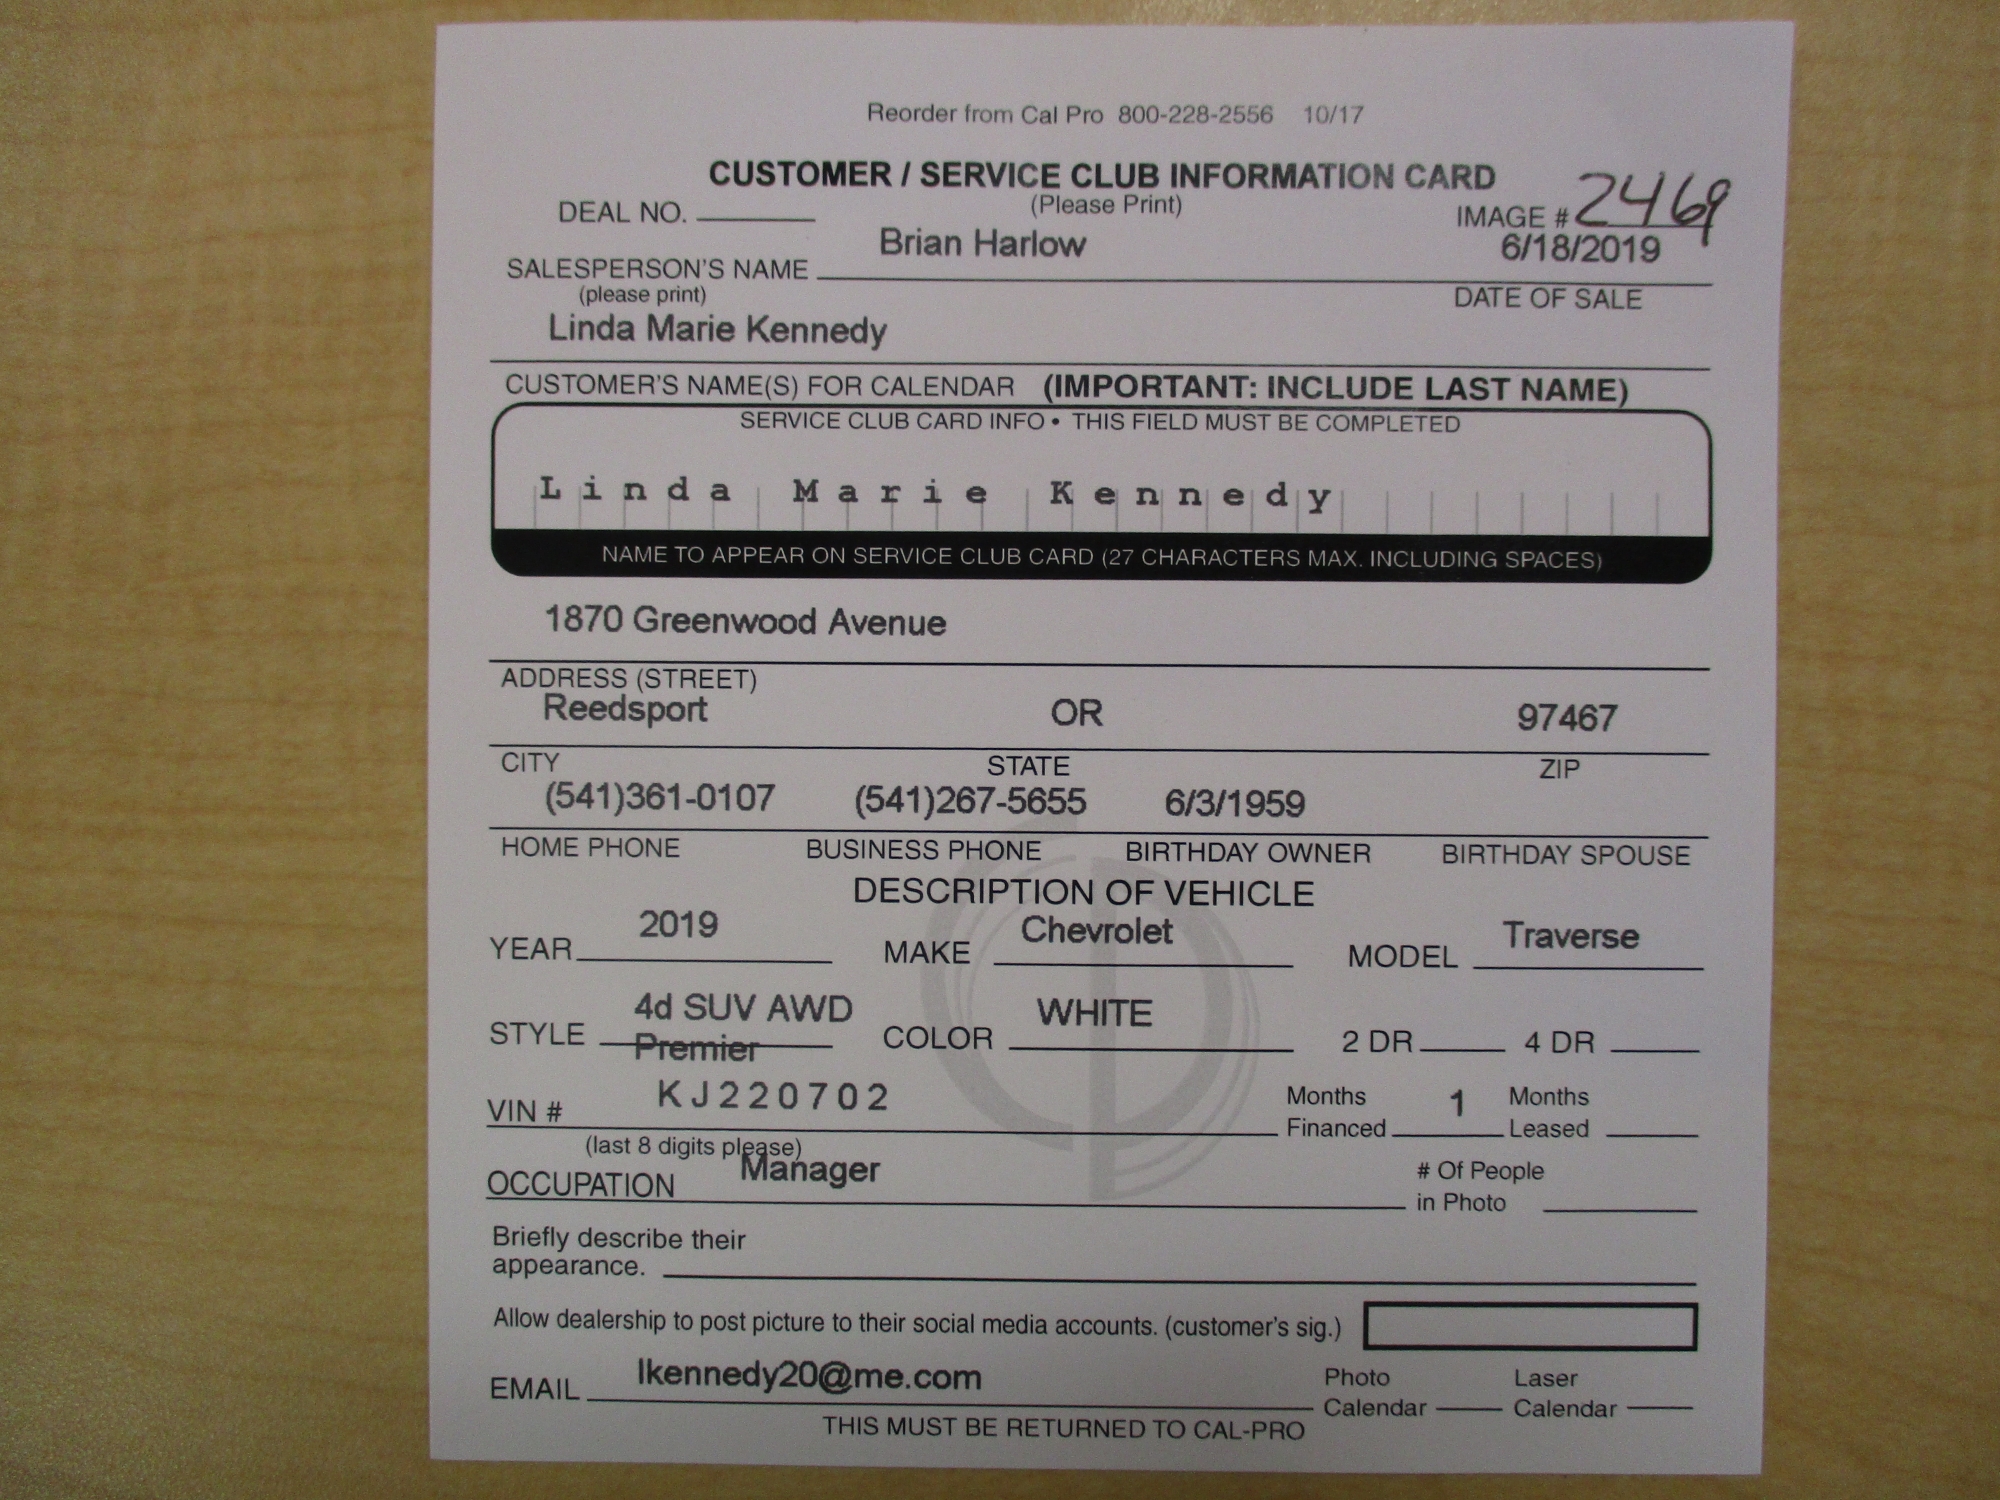 Reorder from Cal Pro 800-228-2556 10/17
CUSTOMER / SERVICE CLUB INFORMATION CARD
(Please Print)
DEAL NO. IMAGE # 2469
Brian Harlow 6/18/2019
SALESPERSON'S NAME
(please print) DATE OF SALE
Linda Marie Kennedy
CUSTOMER'S NAME(S) FOR CALENDAR (IMPORTANT: INCLUDE LAST NAME)
SERVICE CLUB CARD INFO • THIS FIELD MUST BE COMPLETED
Linda Marie Kennedy
NAME TO APPEAR ON SERVICE CLUB CARD (27 CHARACTERS MAX. INCLUDING SPACES)
1870 Greenwood Avenue
ADDRESS (STREET)
Reedsport OR 97467
CITY STATE ZIP
(541)361-0107 (541)267-5655 6/3/1959
HOME PHONE BUSINESS PHONE BIRTHDAY OWNER BIRTHDAY SPOUSE
DESCRIPTION OF VEHICLE
YEAR 2019 MAKE Chevrolet MODEL Traverse
STYLE 4d SUV AWD Premier COLOR WHITE 2 DR 4 DR
VIN # KJ220702 Months Financed 1 Months Leased
(last 8 digits please)
OCCUPATION Manager # Of People in Photo
Briefly describe their
appearance.
Allow dealership to post picture to their social media accounts. (customer's sig.)
EMAIL lkennedy20@me.com Photo Calendar Laser Calendar
THIS MUST BE RETURNED TO CAL-PRO